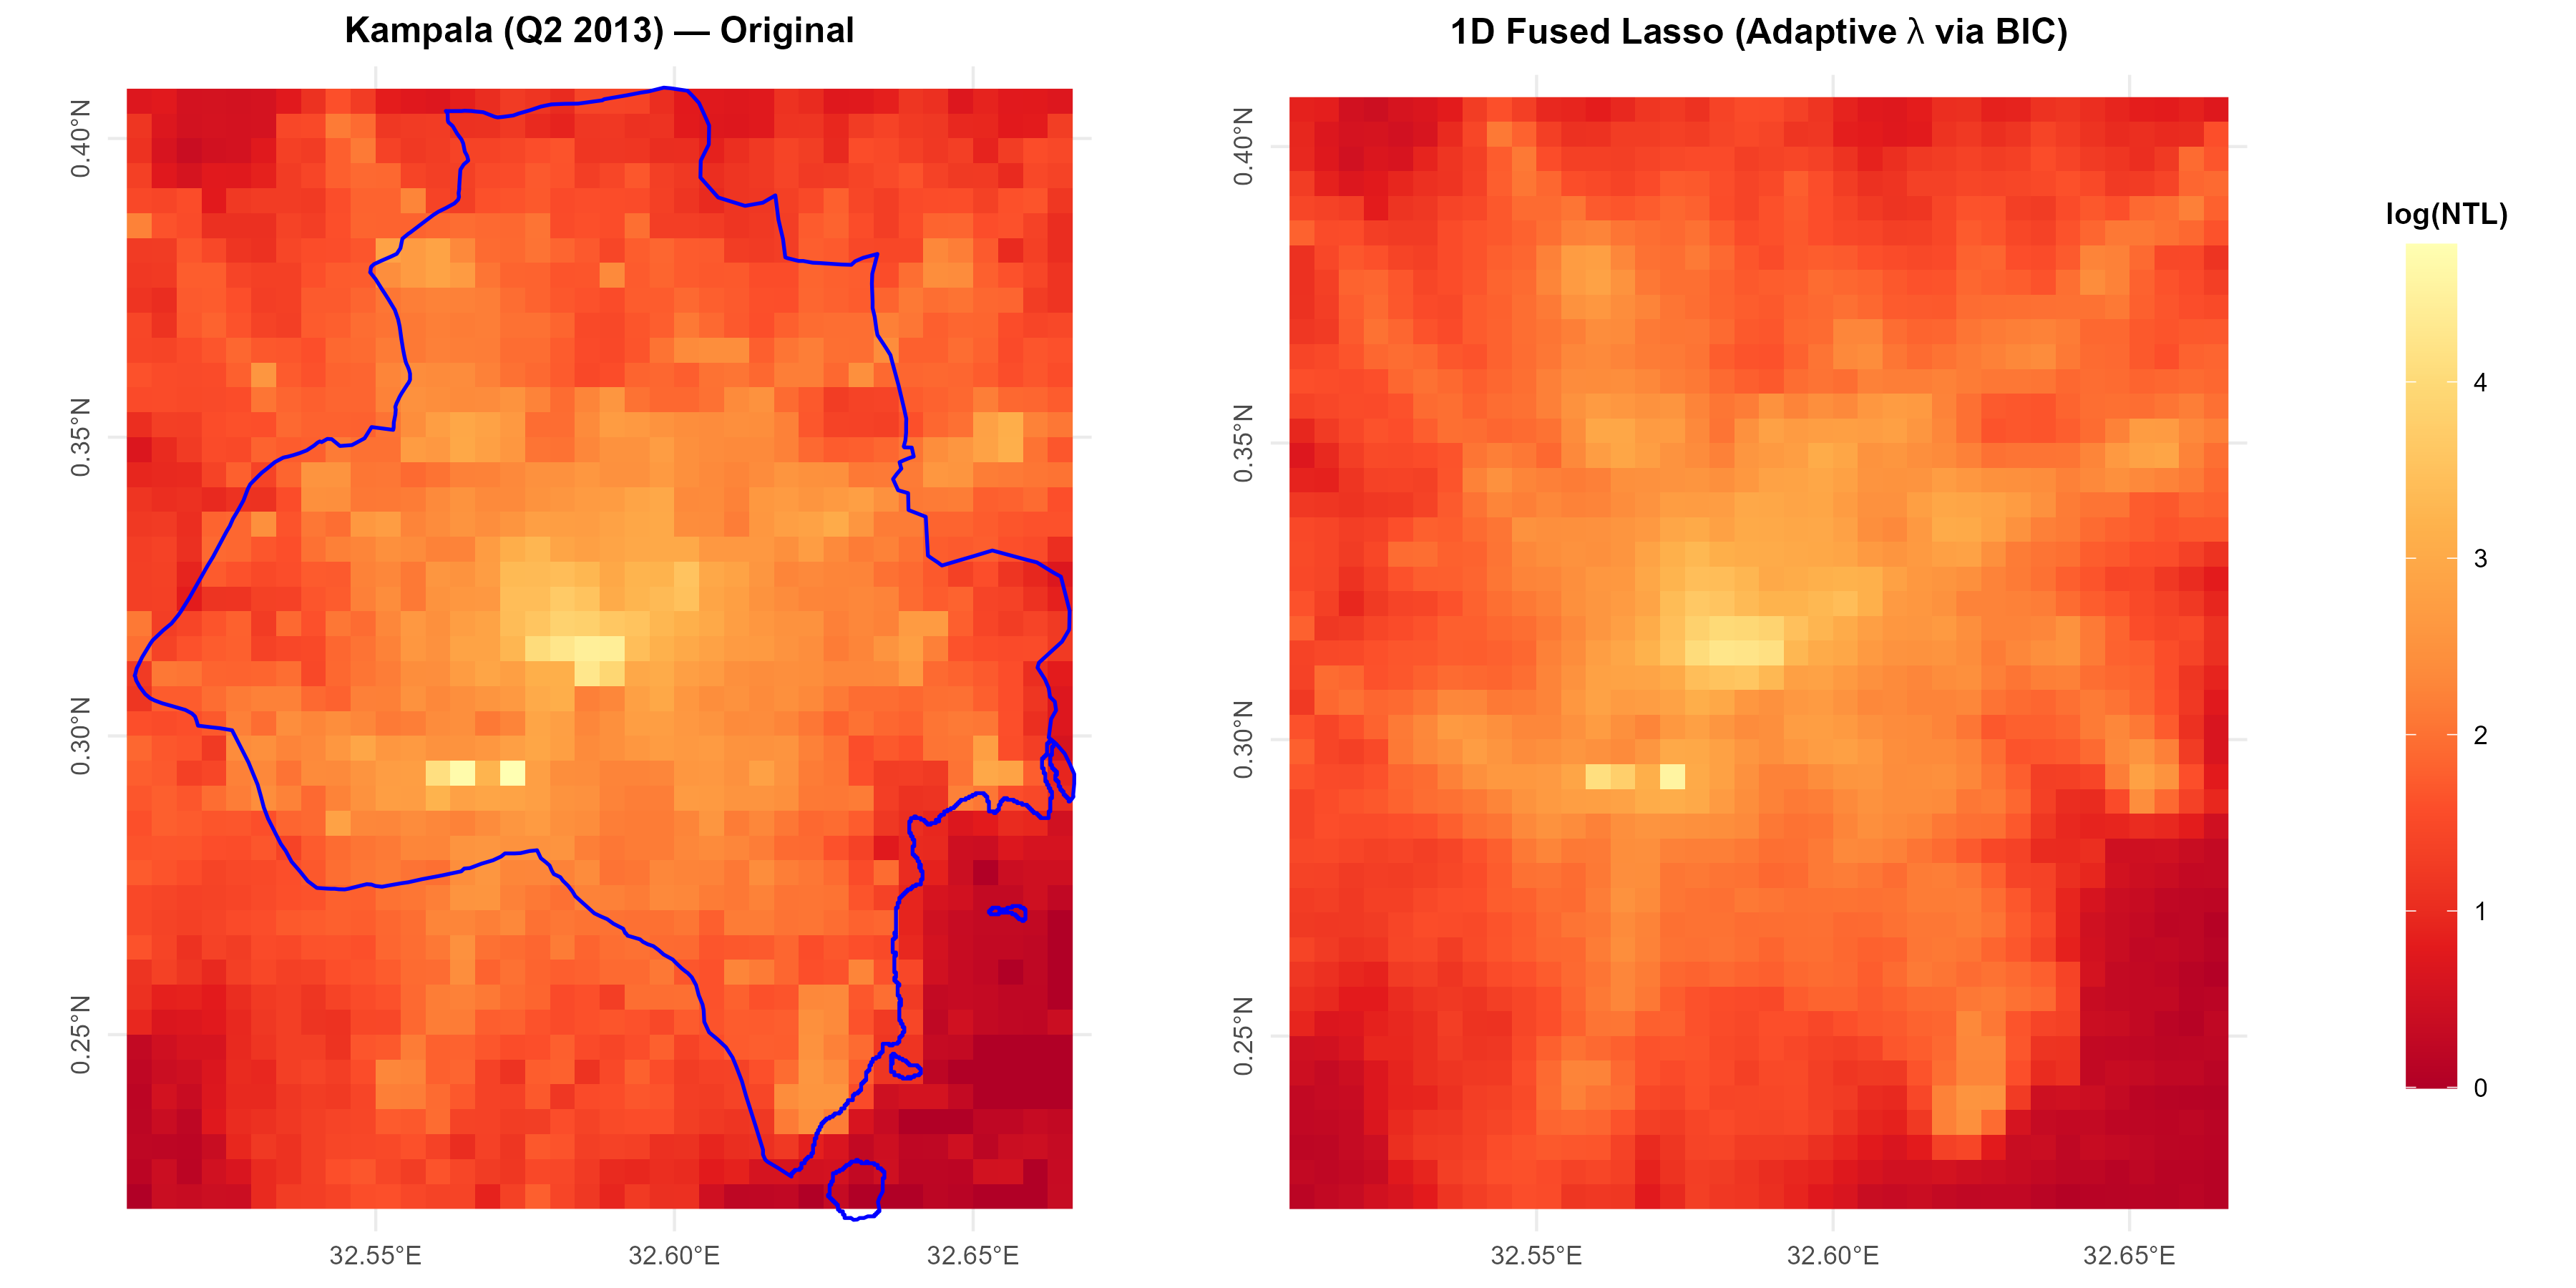 Kampala (Q2 2013) — Original
0.40°N
0.35°N
0.30°N
0.25°N
32.55°E
32.60°E
32.65°E
1D Fused Lasso (Adaptive λ via BIC)
0.40°N
0.35°N
0.30°N
0.25°N
32.55°E
32.60°E
32.65°E
log(NTL)
4
3
2
1
0